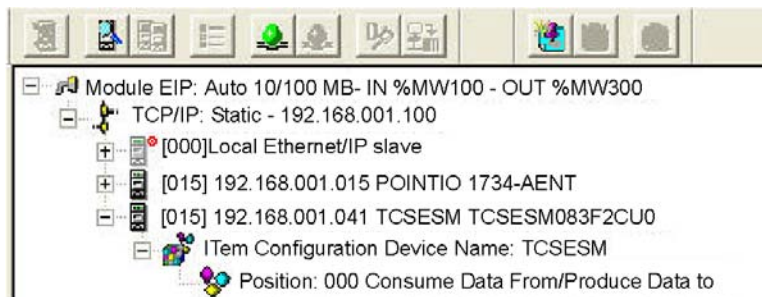 Module EIP: Auto 10/100 MB- IN %MW100 - OUT %MW300
TCP/IP: Static - 192.168.001.100
[000]Local Ethernet/IP slave
[015] 192.168.001.015 POINTIO 1734-AENT
[015] 192.168.001.041 TCSESM TCSESM083F2CU0
ITem Configuration Device Name: TCSESM
Position: 000 Consume Data From/Produce Data to